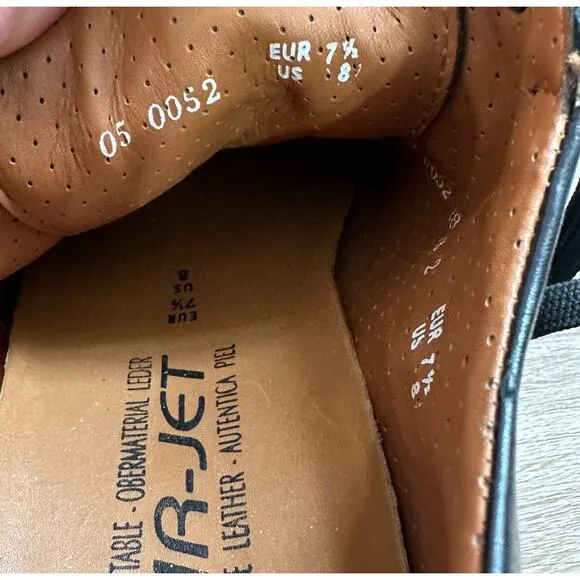 EUR 7½
US 8
05 0052
0052
EUR 7½
US 8
EUR 7½
US 8
TABLE - OBERMATERIAL LEDER
R-JET
E LEATHER - AUTENTICA PIEL